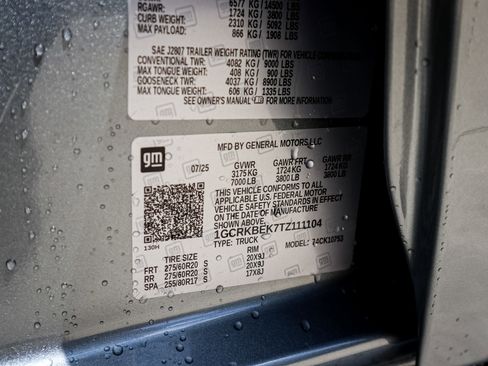 RGAWR: 6577 KG / 14500 LBS
CURB WEIGHT: 1724 KG / 3800 LBS
MAX PAYLOAD: 2310 KG / 5092 LBS
866 KG / 1908 LBS
SAE J2807 TRAILER WEIGHT RATING (TWR) FOR VEHICLE
CONVENTIONAL TWR: 4082 KG / 9000 LBS
MAX TONGUE WEIGHT: 408 KG / 900 LBS
GOOSENECK TWR: 4037 KG / 8900 LBS
MAX TONGUE WEIGHT: 606 KG / 1335 LBS
SEE OWNER'S MANUAL FOR MORE INFORMATION
gm
MFD BY GENERAL MOTORS LLC
07/25 GVWR GAWR FRT GAWR RR
3175 KG 1724 KG 1724 KG
7000 LB 3800 LB 3800 LB
THIS VEHICLE CONFORMS TO ALL
APPLICABLE U.S. FEDERAL MOTOR
VEHICLE SAFETY STANDARDS IN
EFFECT ON THE DATE OF MANUFACTURE
SHOWN ABOVE.
1GCRKBEK7TZ111104
TYPE: TRUCK MODEL: 74CK10753
130H
TIRE SIZE RIM
FRT 275/60R20 S 20X9J
RR 275/60R20 S 20X9J
SPA 255/80R17 S 17X8J